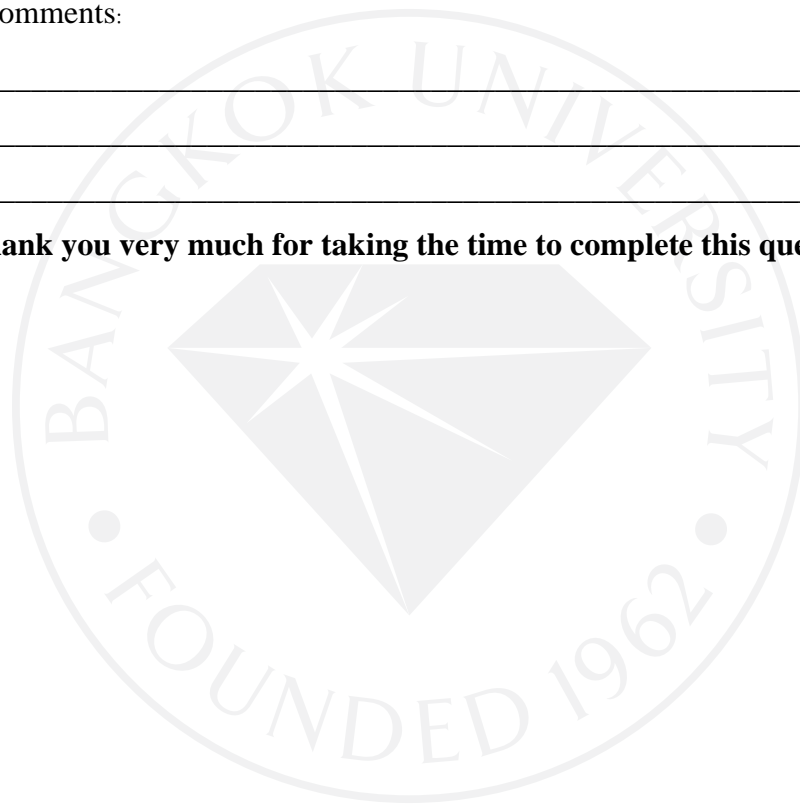 omments:
ank you very much for taking the time to complete this que
BANGKOK UNIVERSITY
FOUNDED 1962